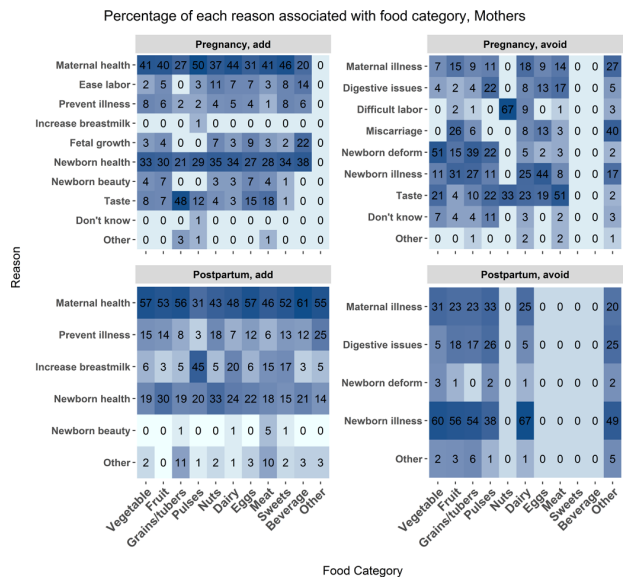 Percentage of each reason associated with food category, Mothers
Pregnancy, add
Maternal health 41 40 27 50 37 44 31 41 46 20 0
Ease labor 2 5 0 3 11 7 7 3 8 14 0
Prevent illness 8 6 2 2 4 5 4 1 8 6 0
Increase breastmilk 0 0 0 1 0 0 0 0 0 0 0
Fetal growth 3 4 0 0 7 3 9 3 2 22 0
Newborn health 33 30 21 29 35 34 27 28 34 38 0
Newborn beauty 4 7 0 0 3 3 7 4 1 0 0
Taste 8 7 48 12 4 3 15 18 1 0 0
Don't know 0 0 0 1 0 0 0 0 0 0 0
Other 0 0 3 1 0 0 0 1 0 0 0
Pregnancy, avoid
Maternal illness 7 15 9 11 0 18 9 14 0 0 27
Digestive issues 4 2 4 22 0 8 13 17 0 0 5
Difficult labor 0 2 1 0 67 9 0 1 0 0 3
Miscarriage 0 26 6 0 0 8 13 3 0 0 40
Newborn deform 51 15 39 22 0 5 2 3 0 0 2
Newborn illness 11 31 27 11 0 25 44 8 0 0 17
Taste 21 4 10 22 33 23 19 51 0 0 2
Don't know 7 4 4 11 0 3 0 2 0 0 3
Other 0 0 1 0 0 2 0 2 0 0 1
Reason
Postpartum, add
Maternal health 57 53 56 31 43 48 57 46 52 61 55
Prevent illness 15 14 8 3 18 7 12 6 13 12 25
Increase breastmilk 6 3 5 45 5 20 6 15 17 3 5
Newborn health 19 30 19 20 33 24 22 18 15 21 14
Newborn beauty 0 0 1 0 0 1 0 5 1 0 0
Other 2 0 11 1 2 1 3 10 2 3 3
Postpartum, avoid
Maternal illness 31 23 23 33 0 25 0 0 0 0 20
Digestive issues 5 18 17 26 0 5 0 0 0 0 25
Newborn deform 3 1 0 2 0 1 0 0 0 0 2
Newborn illness 60 56 54 38 0 67 0 0 0 0 49
Other 2 3 6 1 0 1 0 0 0 0 5
Vegetable Fruit Grains/tubers Pulses Nuts Dairy Eggs Meat Sweets Beverage Other
Vegetable Fruit Grains/tubers Pulses Nuts Dairy Eggs Meat Sweets Beverage Other
Food Category